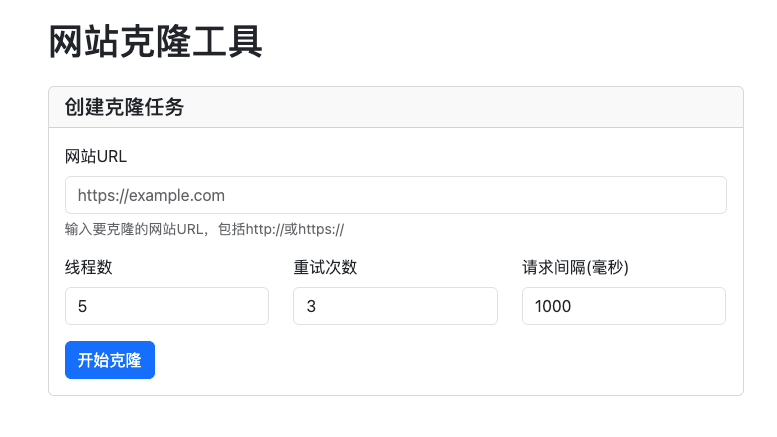 网站克隆工具
创建克隆任务
网站URL
https://example.com
输入要克隆的网站URL，包括http://或https://
线程数 重试次数 请求间隔(毫秒)
5 3 1000
开始克隆